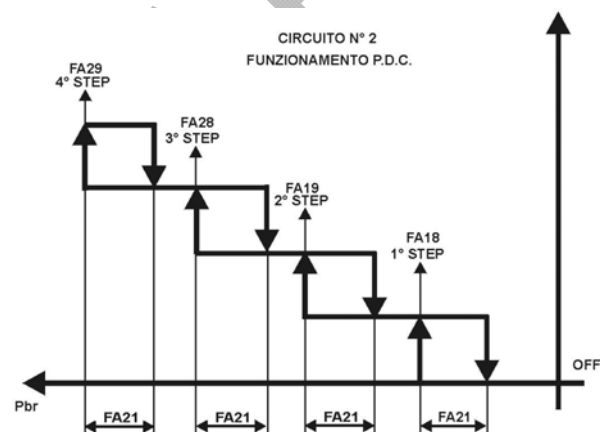 CIRCUITO N° 2
FUNZIONAMENTO P.D.C.
FA29
4° STEP
FA28
3° STEP
FA19
2° STEP
FA18
1° STEP
OFF
Pbr
FA21
FA21
FA21
FA21